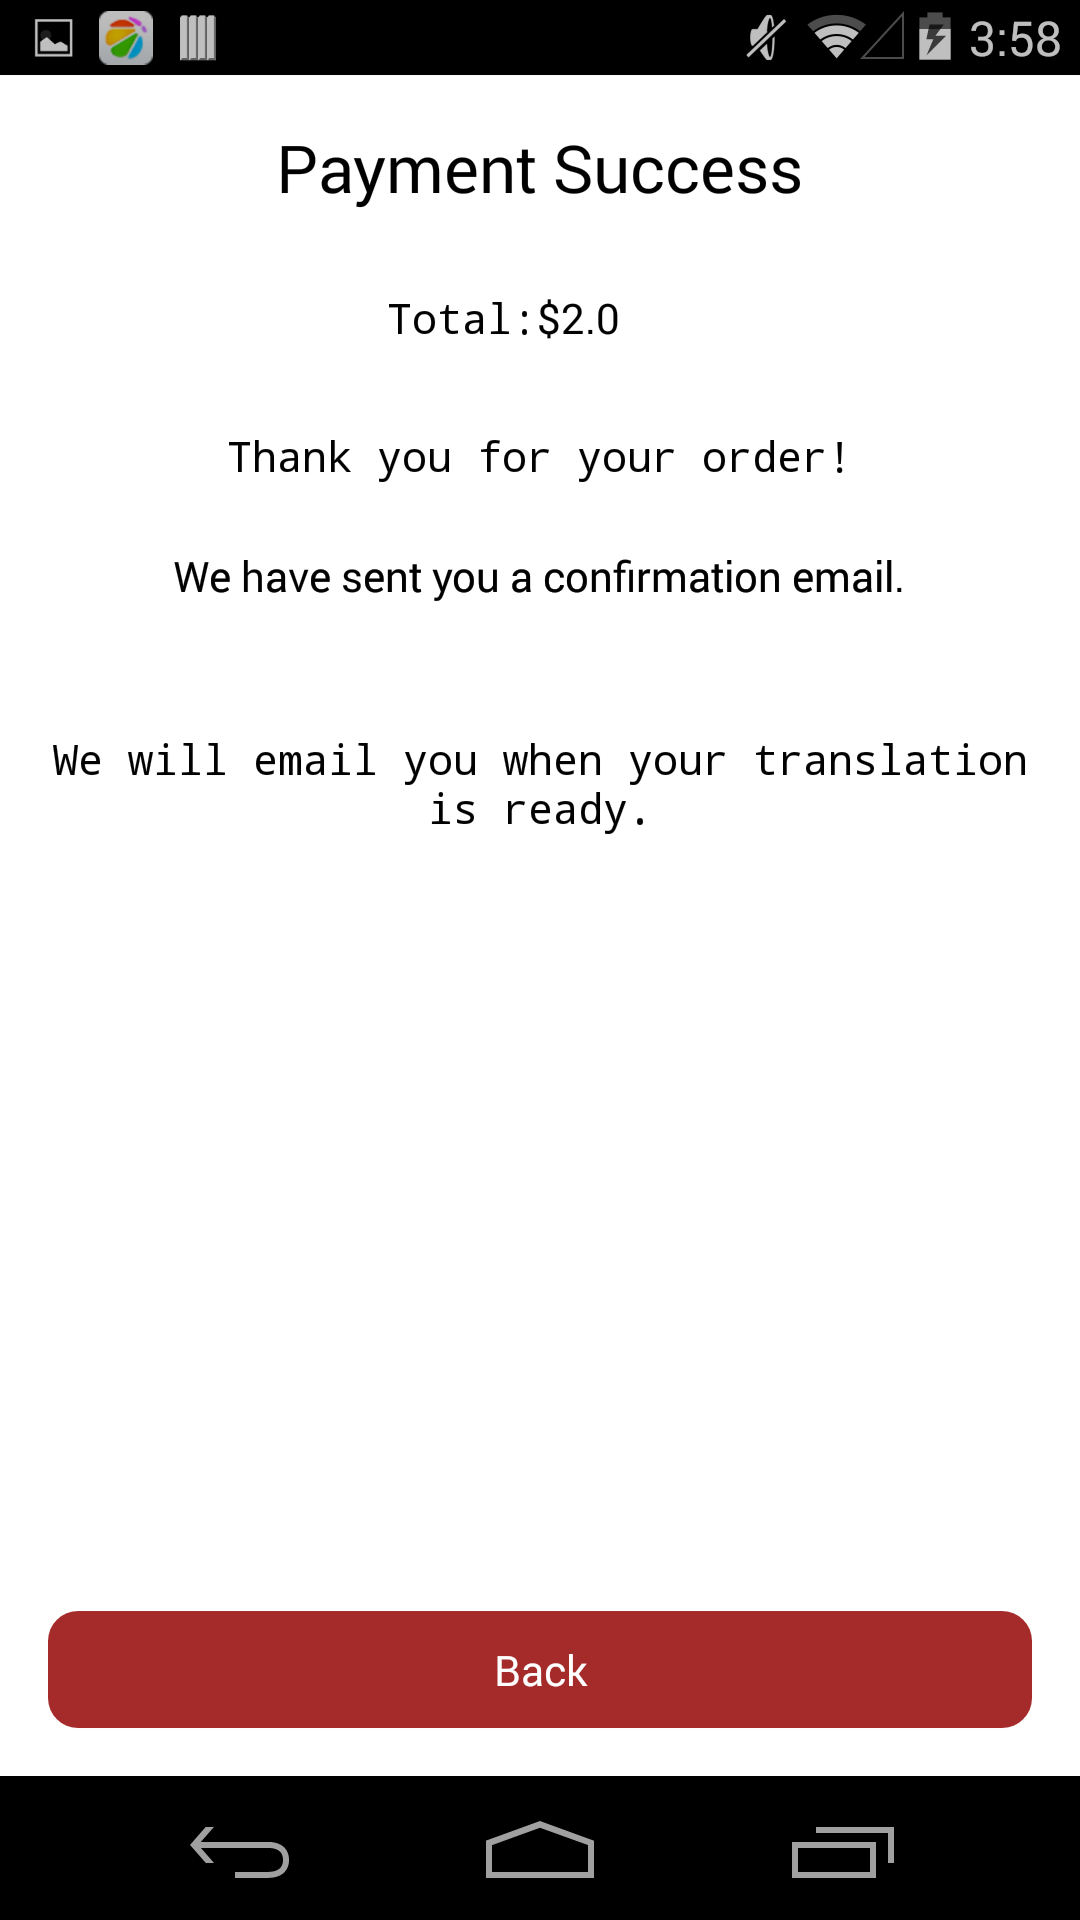 3:58
Payment Success
Total:$2.0
Thank you for your order!
We have sent you a confirmation email.
We will email you when your translation
is ready.
Back